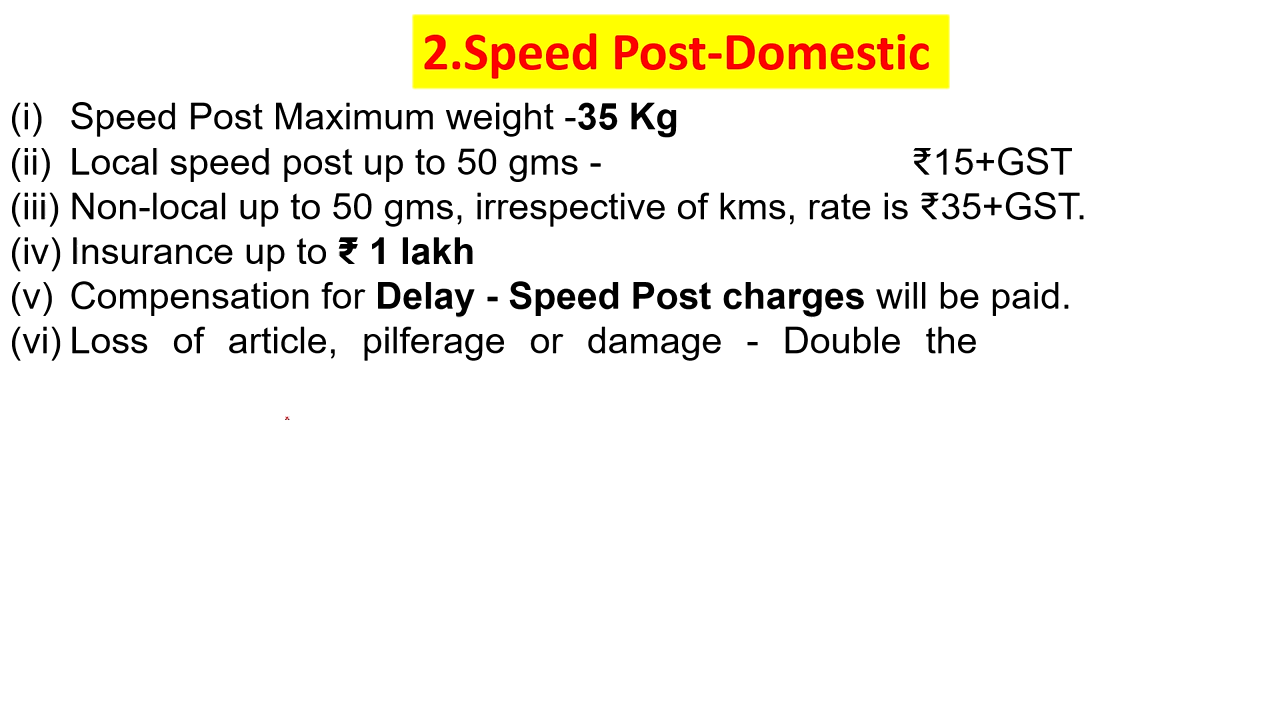 2.Speed Post-Domestic
(i) Speed Post Maximum weight -35 Kg
(ii) Local speed post up to 50 gms - ₹15+GST
(iii) Non-local up to 50 gms, irrespective of kms, rate is ₹35+GST.
(iv) Insurance up to ₹ 1 lakh
(v) Compensation for Delay - Speed Post charges will be paid.
(vi) Loss of article, pilferage or damage - Double the